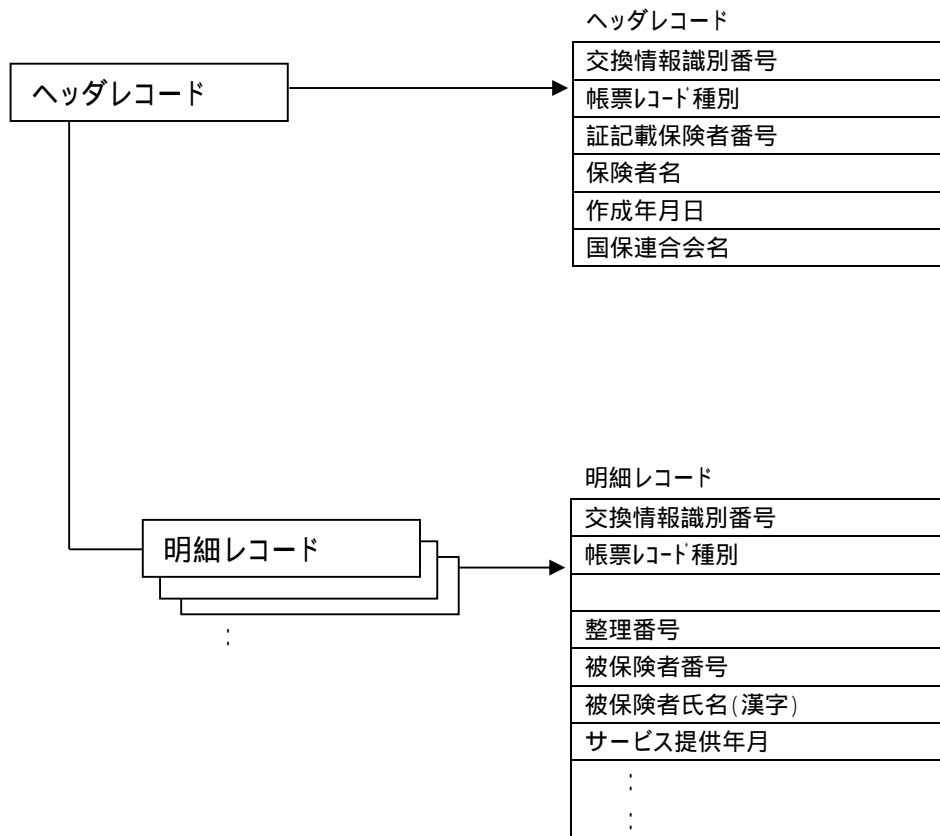 ヘッダレコード
ヘッダレコード
交換情報識別番号
帳票ﾚｺｰﾄﾞ種別
証記載保険者番号
保険者名
作成年月日
国保連合会名
明細レコード
明細レコード
交換情報識別番号
帳票ﾚｺｰﾄﾞ種別
整理番号
被保険者番号
被保険者氏名(漢字)
サービス提供年月